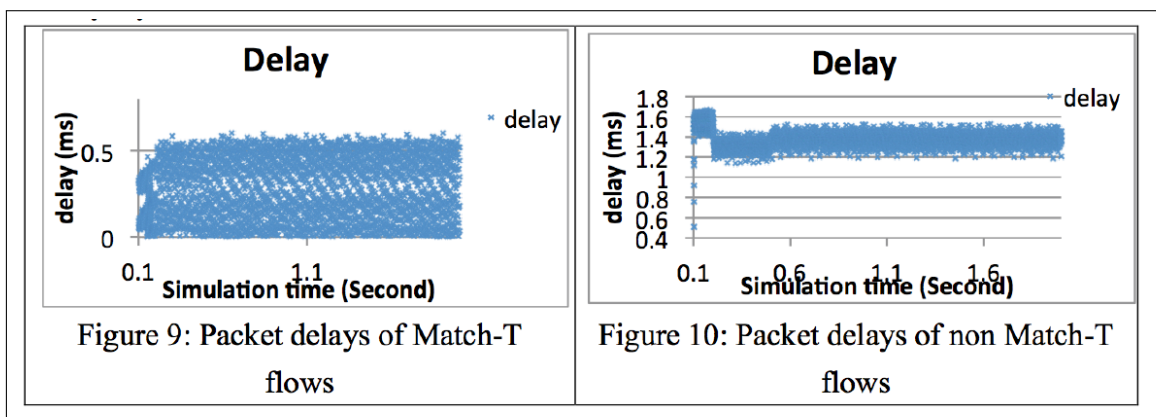 Delay
delay
delay (ms)
0.5
0
0.1
1.1
Simulation time (Second)
Figure 9: Packet delays of Match-T
flows
Delay
delay
delay (ms)
1.8
1.6
1.4
1.2
1
0.8
0.6
0.4
0.1
0.6
1.1
1.6
Simulation time (Second)
Figure 10: Packet delays of non Match-T
flows